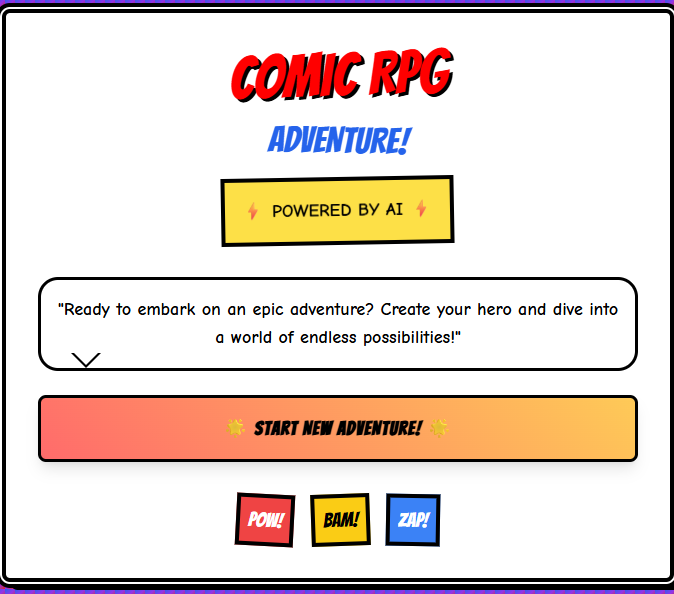 COMIC RPG
ADVENTURE!
⚡ POWERED BY AI ⚡
"Ready to embark on an epic adventure? Create your hero and dive into
a world of endless possibilities!"
🌟 START NEW ADVENTURE! 🌟
POW! BAM! ZAP!